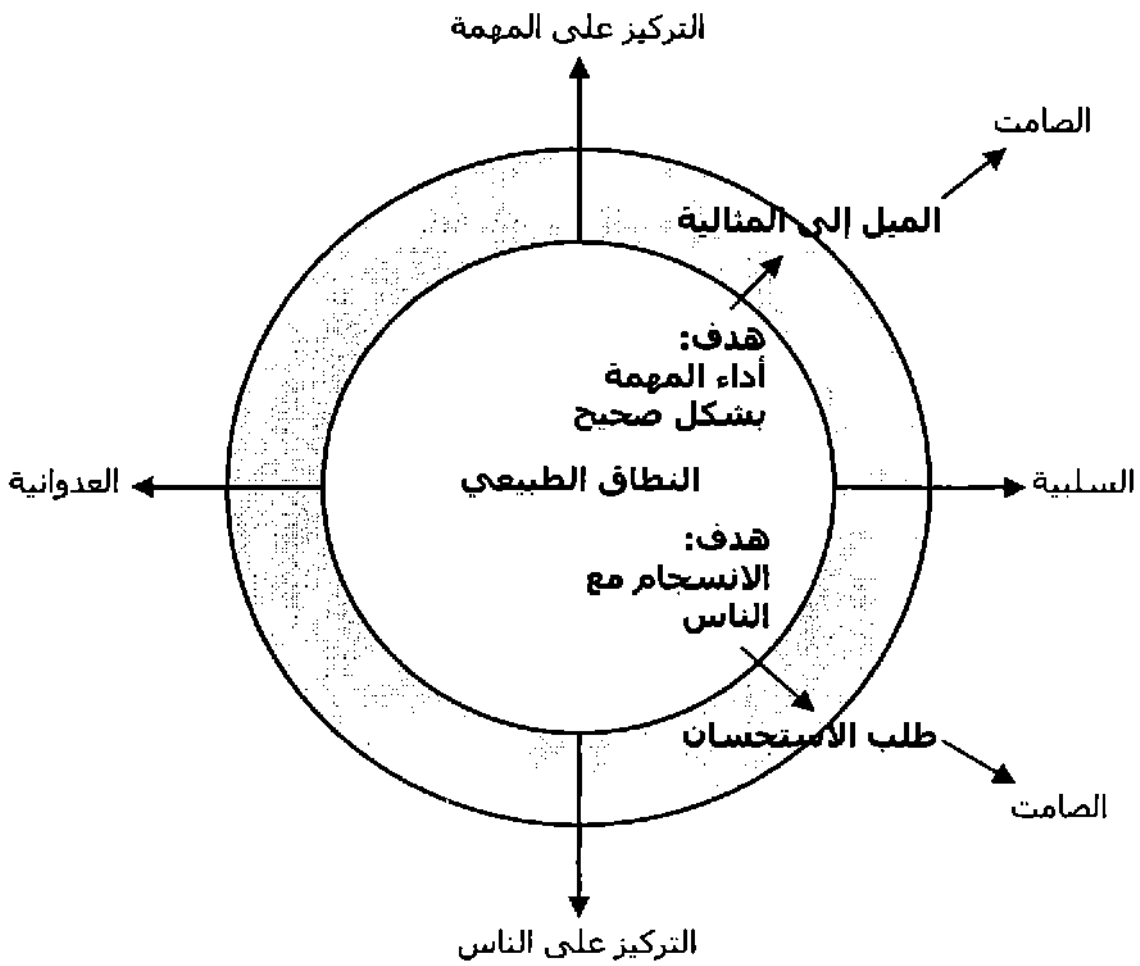 التركيز على المهمة
الصامت
الميل إلى المثالية
هدف:
أداء المهمة
بشكل صحيح
العدوانية
النطاق الطبيعي
السلبية
هدف:
الانسجام مع
الناس
طلب الاستحسان
الصامت
التركيز على الناس